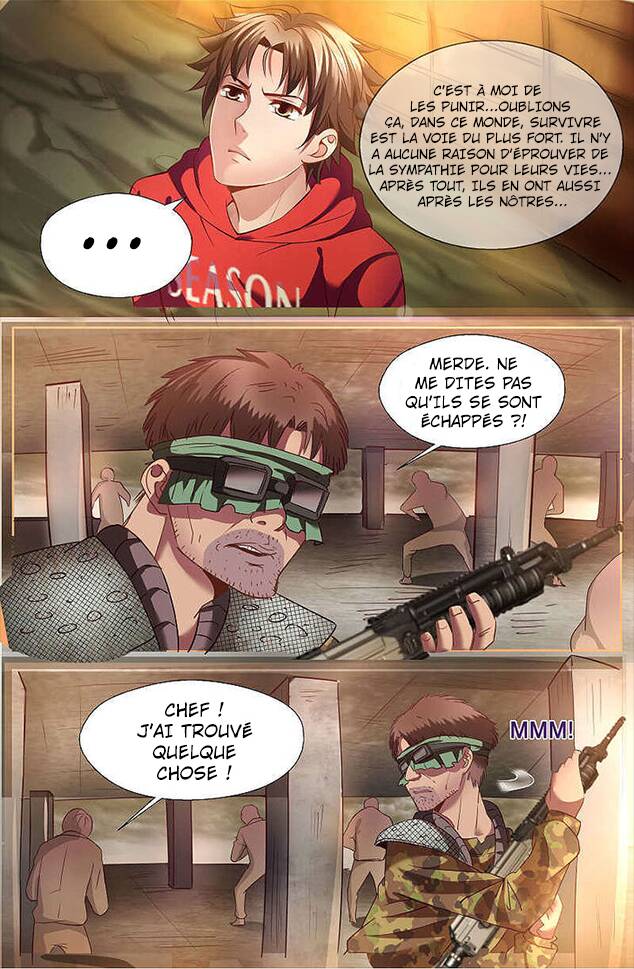 C'EST À MOI DE
LES PUNIR...OUBLIONS
ÇA, DANS CE MONDE, SURVIVRE
EST LA VOIE DU PLUS FORT. IL N'Y
A AUCUNE RAISON D'ÉPROUVER DE
LA SYMPATHIE POUR LEURS VIES...
APRÈS TOUT, ILS EN ONT AUSSI
APRÈS LES NÔTRES...
...
SEASON
MERDE. NE
ME DITES PAS
QU'ILS SE SONT
ÉCHAPPÉS ?!
CHEF !
J'AI TROUVÉ
QUELQUE
CHOSE !
MMM!